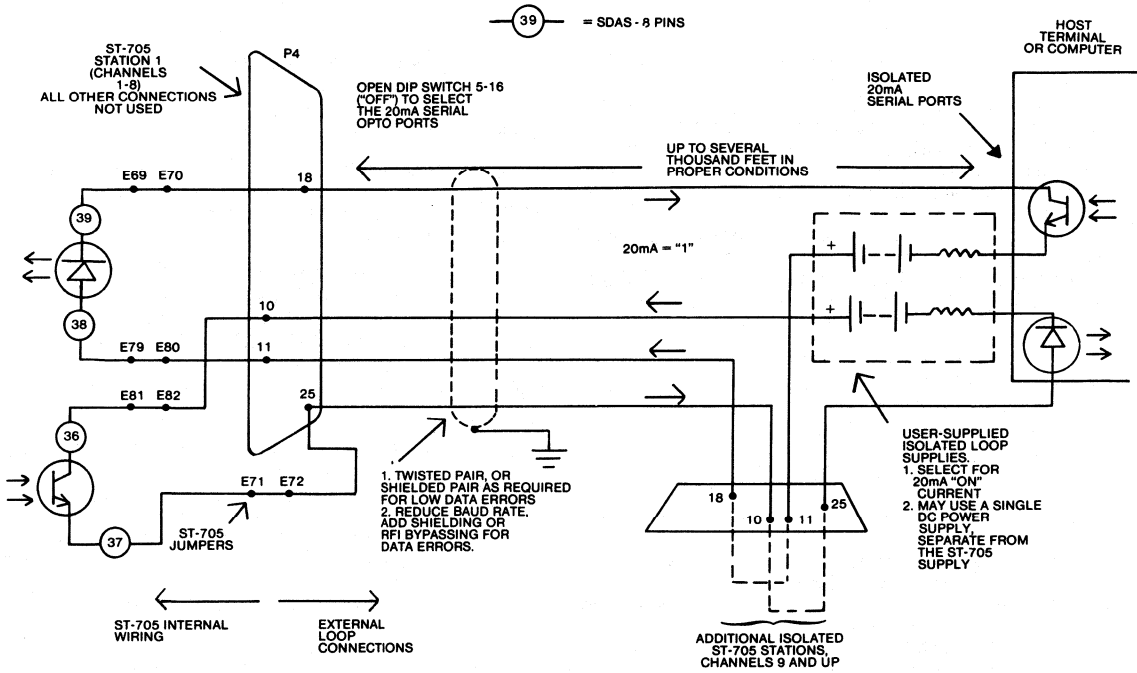 39 = SDAS - 8 PINS
HOST
TERMINAL
OR COMPUTER
ST-705
STATION 1
(CHANNELS
1-8)
ALL OTHER CONNECTIONS
NOT USED
P4
OPEN DIP SWITCH 5-16
("OFF") TO SELECT
THE 20mA SERIAL
OPTO PORTS
ISOLATED
20mA
SERIAL PORTS
UP TO SEVERAL
THOUSAND FEET IN
PROPER CONDITIONS
E69 E70
18
39
20mA = "1"
+
10
+
38
E79 E80
11
E81 E82
25
36
1. TWISTED PAIR, OR
SHIELDED PAIR AS REQUIRED
FOR LOW DATA ERRORS
2. REDUCE BAUD RATE,
ADD SHIELDING OR
RFI BYPASSING FOR
DATA ERRORS.
USER-SUPPLIED
ISOLATED LOOP
SUPPLIES.
1. SELECT FOR
20mA "ON"
CURRENT
2. MAY USE A SINGLE
DC POWER
SUPPLY,
SEPARATE FROM
THE ST-705
SUPPLY
E71 E72
18
10 11
25
37
ST-705
JUMPERS
ST-705 INTERNAL
WIRING
EXTERNAL
LOOP
CONNECTIONS
ADDITIONAL ISOLATED
ST-705 STATIONS,
CHANNELS 9 AND UP